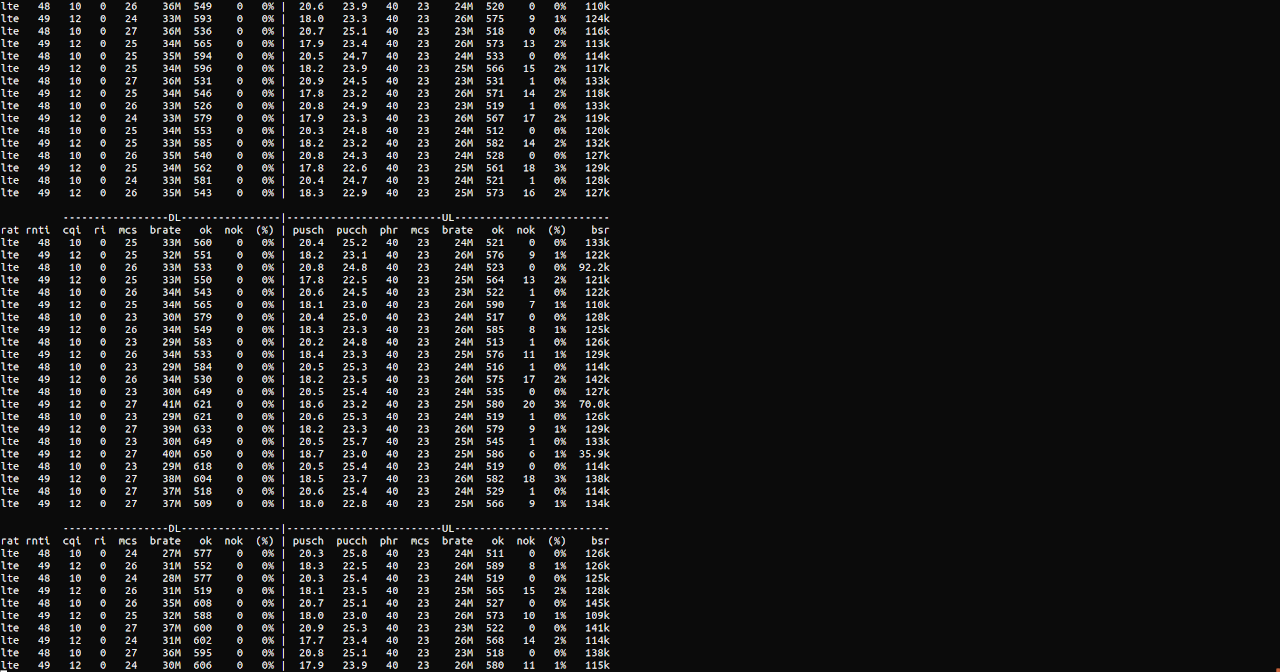 lte 48 10 0 26 36M 549 0 0% | 20.6 23.9 40 23 24M 520 0 0% 110k
lte 49 12 0 24 33M 593 0 0% | 18.0 23.3 40 23 26M 575 9 1% 124k
lte 48 10 0 27 36M 536 0 0% | 20.7 25.1 40 23 23M 518 0 0% 116k
lte 49 12 0 25 34M 565 0 0% | 17.9 23.4 40 23 26M 573 13 2% 113k
lte 48 10 0 25 35M 594 0 0% | 20.5 24.7 40 23 24M 533 0 0% 114k
lte 49 12 0 25 34M 596 0 0% | 18.2 23.9 40 23 25M 566 15 2% 117k
lte 48 10 0 27 36M 531 0 0% | 20.9 24.5 40 23 23M 531 1 0% 133k
lte 49 12 0 25 34M 546 0 0% | 17.8 23.2 40 23 26M 571 14 2% 118k
lte 48 10 0 26 33M 526 0 0% | 20.8 24.9 40 23 23M 519 1 0% 133k
lte 49 12 0 24 33M 579 0 0% | 17.9 23.3 40 23 26M 567 17 2% 119k
lte 48 10 0 25 34M 553 0 0% | 20.3 24.8 40 23 24M 512 0 0% 120k
lte 49 12 0 25 33M 585 0 0% | 18.2 23.2 40 23 26M 582 14 2% 132k
lte 48 10 0 26 35M 540 0 0% | 20.8 24.3 40 23 24M 528 0 0% 127k
lte 49 12 0 25 34M 562 0 0% | 17.8 22.6 40 23 25M 561 18 3% 129k
lte 48 10 0 24 33M 581 0 0% | 20.4 24.7 40 23 24M 521 1 0% 128k
lte 49 12 0 26 35M 543 0 0% | 18.3 22.9 40 23 25M 573 16 2% 127k
-----------------DL----------------|-------------------------UL-------------------------
rat rnti cqi ri mcs brate ok nok (%) | pusch pucch phr mcs brate ok nok (%) bsr
lte 48 10 0 25 33M 560 0 0% | 20.4 25.2 40 23 24M 521 0 0% 133k
lte 49 12 0 25 32M 551 0 0% | 18.2 23.1 40 23 26M 576 9 1% 122k
lte 48 10 0 26 33M 533 0 0% | 20.8 24.8 40 23 24M 523 0 0% 92.2k
lte 49 12 0 25 33M 550 0 0% | 17.8 22.5 40 23 25M 564 13 2% 121k
lte 48 10 0 26 34M 543 0 0% | 20.6 24.5 40 23 23M 522 1 0% 122k
lte 49 12 0 25 34M 565 0 0% | 18.1 23.0 40 23 26M 590 7 1% 110k
lte 48 10 0 23 30M 579 0 0% | 20.4 25.0 40 23 24M 517 0 0% 128k
lte 49 12 0 26 34M 549 0 0% | 18.3 23.3 40 23 26M 585 8 1% 125k
lte 48 10 0 23 29M 583 0 0% | 20.2 24.8 40 23 24M 513 1 0% 126k
lte 49 12 0 26 34M 533 0 0% | 18.4 23.3 40 23 25M 576 11 1% 129k
lte 48 10 0 23 29M 584 0 0% | 20.5 25.3 40 23 24M 516 1 0% 114k
lte 49 12 0 26 34M 530 0 0% | 18.2 23.5 40 23 26M 575 17 2% 142k
lte 48 10 0 23 30M 649 0 0% | 20.5 25.4 40 23 24M 535 0 0% 127k
lte 49 12 0 27 41M 621 0 0% | 18.6 23.2 40 23 25M 580 20 3% 70.0k
lte 48 10 0 23 29M 621 0 0% | 20.6 25.3 40 23 24M 519 1 0% 126k
lte 49 12 0 27 39M 633 0 0% | 18.2 23.3 40 23 26M 579 9 1% 129k
lte 48 10 0 23 30M 649 0 0% | 20.5 25.7 40 23 25M 545 1 0% 133k
lte 49 12 0 27 40M 650 0 0% | 18.7 23.0 40 23 25M 586 6 1% 35.9k
lte 48 10 0 23 29M 618 0 0% | 20.5 25.4 40 23 24M 519 0 0% 114k
lte 49 12 0 27 38M 604 0 0% | 18.5 23.7 40 23 26M 582 18 3% 138k
lte 48 10 0 27 37M 518 0 0% | 20.6 25.4 40 23 24M 529 1 0% 114k
lte 49 12 0 27 37M 509 0 0% | 18.0 22.8 40 23 25M 566 9 1% 134k
-----------------DL----------------|-------------------------UL-------------------------
rat rnti cqi ri mcs brate ok nok (%) | pusch pucch phr mcs brate ok nok (%) bsr
lte 48 10 0 24 27M 577 0 0% | 20.3 25.8 40 23 24M 511 0 0% 126k
lte 49 12 0 26 31M 552 0 0% | 18.3 22.5 40 23 26M 589 8 1% 126k
lte 48 10 0 24 28M 577 0 0% | 20.3 25.4 40 23 24M 519 0 0% 125k
lte 49 12 0 26 31M 519 0 0% | 18.1 23.5 40 23 25M 565 15 2% 128k
lte 48 10 0 26 35M 608 0 0% | 20.7 25.1 40 23 24M 527 0 0% 145k
lte 49 12 0 25 32M 588 0 0% | 18.0 23.0 40 23 26M 573 10 1% 109k
lte 48 10 0 27 37M 600 0 0% | 20.9 25.3 40 23 23M 522 0 0% 141k
lte 49 12 0 24 31M 602 0 0% | 17.7 23.4 40 23 26M 568 14 2% 114k
lte 48 10 0 27 36M 595 0 0% | 20.8 25.1 40 23 23M 518 0 0% 138k
lte 49 12 0 24 30M 606 0 0% | 17.9 23.9 40 23 26M 580 11 1% 115k